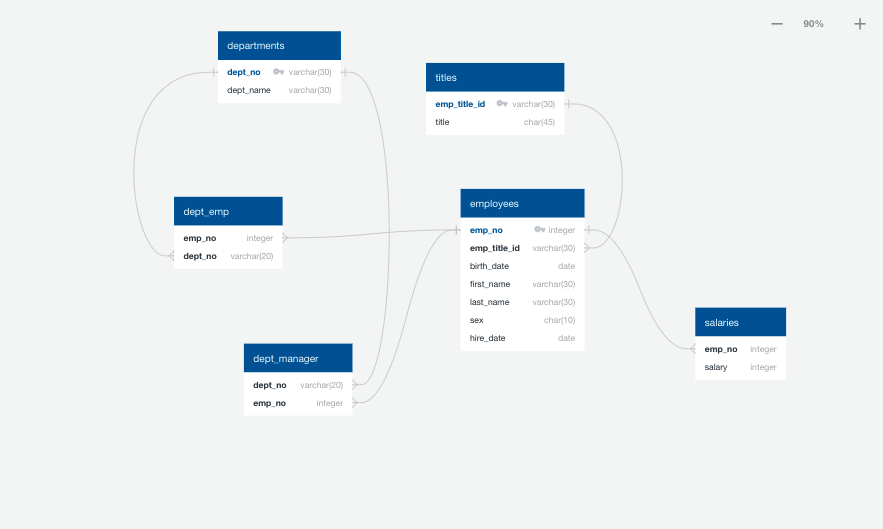 90%
departments
dept_no varchar(30)
dept_name varchar(30)
titles
emp_title_id varchar(30)
title char(45)
dept_emp
emp_no integer
dept_no varchar(20)
employees
emp_no integer
emp_title_id varchar(30)
birth_date date
first_name varchar(30)
last_name varchar(30)
sex char(10)
hire_date date
salaries
emp_no integer
salary integer
dept_manager
dept_no varchar(20)
emp_no integer